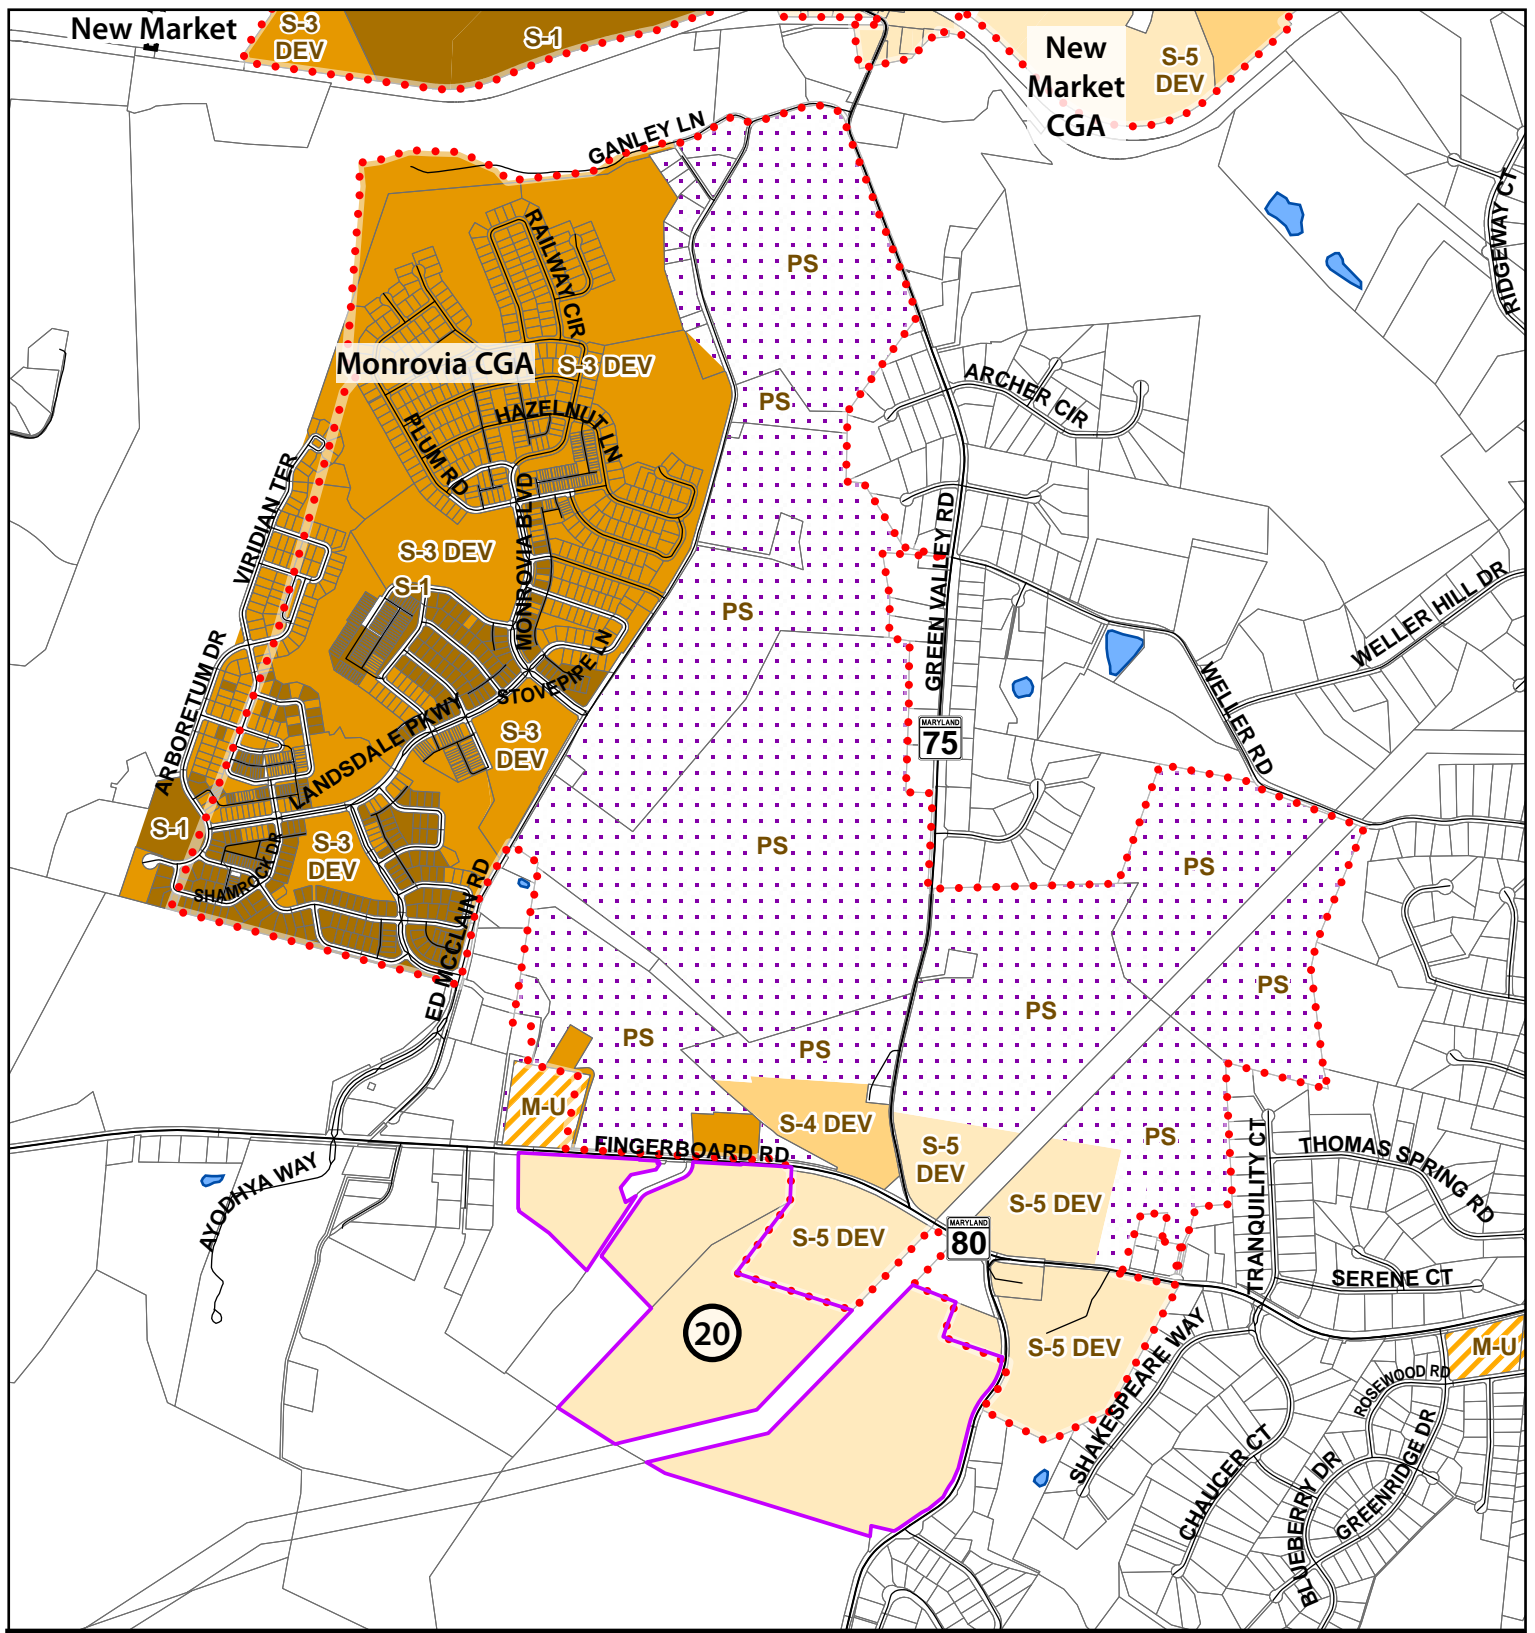 New Market
S-3
DEV
S-1
New
Market
CGA
S-5
DEV
GANLEY LN
RIDGEWAY CT
RAILWAY CIR
PS
Monrovia CGA
S-3 DEV
ARCHER CIR
PS
HAZELNUT LN
PLUM RD
VIRIDIAN TER
MONROVIA BLVD
GREEN VALLEY RD
S-3 DEV
S-1
PS
WELLER HILL DR
ARBORETUM DR
STOVEPIPE LN
WELLER RD
LANDSDALE PKWY
S-3
DEV
MARYLAND
75
S-1
S-3
DEV
PS
PS
SHAMROCK DR
ED MCCLAIN RD
PS
PS
PS
PS
M-U
S-4 DEV
S-5
DEV
PS
FINGERBOARD RD
TRANQUILITY CT
THOMAS SPRING RD
AYODHYA WAY
S-5 DEV
S-5 DEV
MARYLAND
80
SERENE CT
20
S-5 DEV
SHAKESPEARE WAY
M-U
ROSEWOOD RD
CHAUCER CT
BLUEBERRY DR
GREENRIDGE DR